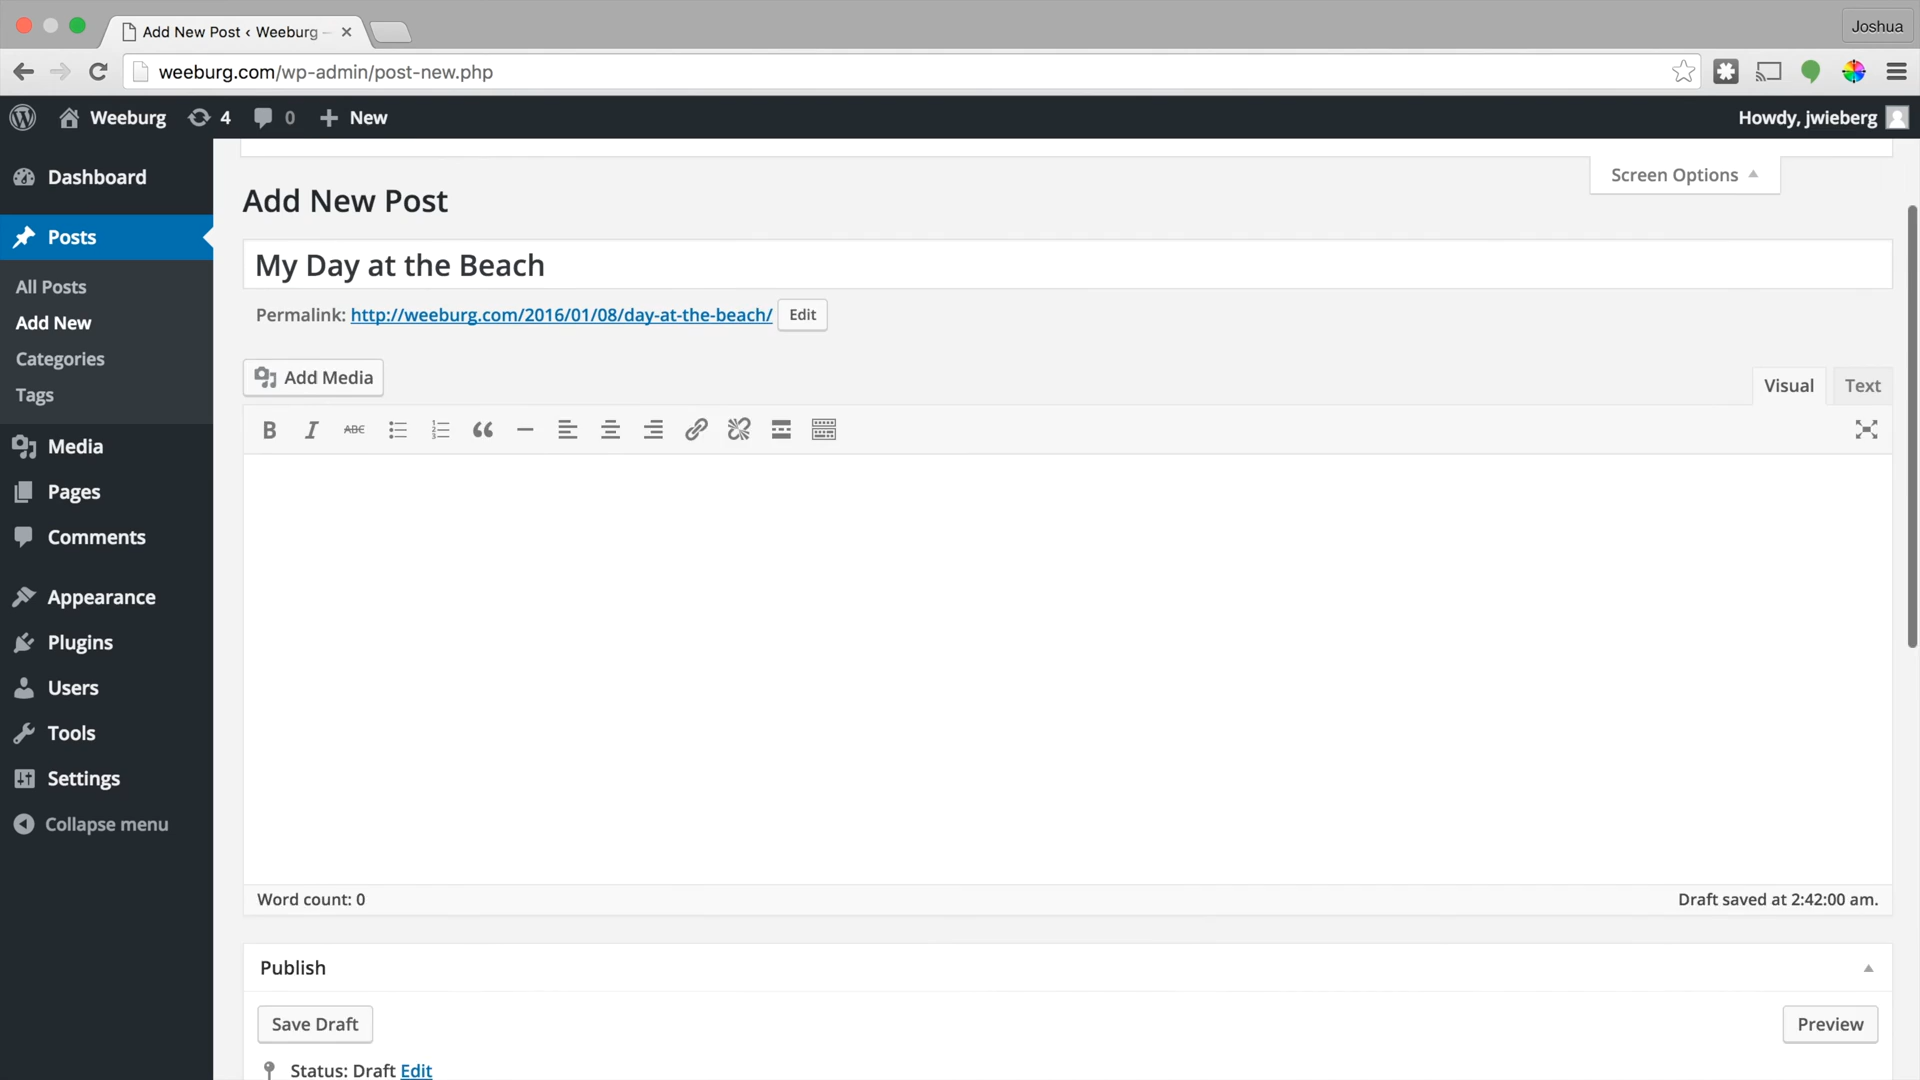 Add New Post ‹ Weeburg —
Joshua
weeburg.com/wp-admin/post-new.php
Weeburg 4 0 New
Howdy, jwieberg
Dashboard
Posts
All Posts
Add New
Categories
Tags
Media
Pages
Comments
Appearance
Plugins
Users
Tools
Settings
Collapse menu
Screen Options
Add New Post
My Day at the Beach
Permalink: http://weeburg.com/2016/01/08/day-at-the-beach/ Edit
Add Media
Visual Text
B I ABC
Word count: 0
Draft saved at 2:42:00 am.
Publish
Save Draft
Preview
Status: Draft Edit